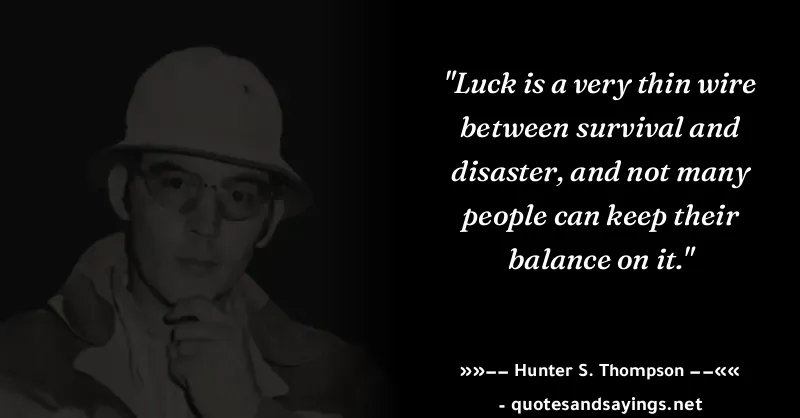 "Luck is a very thin wire
between survival and
disaster, and not many
people can keep their
balance on it."
»»−− Hunter S. Thompson −−««
- quotesandsayings.net